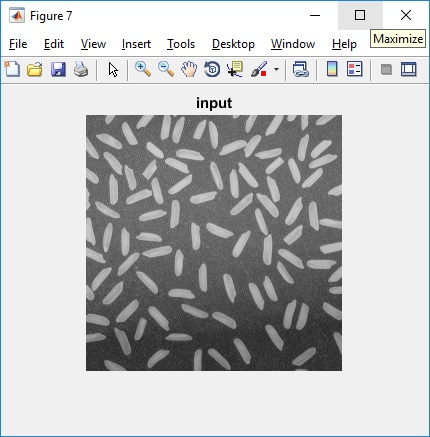 Figure 7
File Edit View Insert Tools Desktop Window Help
Maximize
input